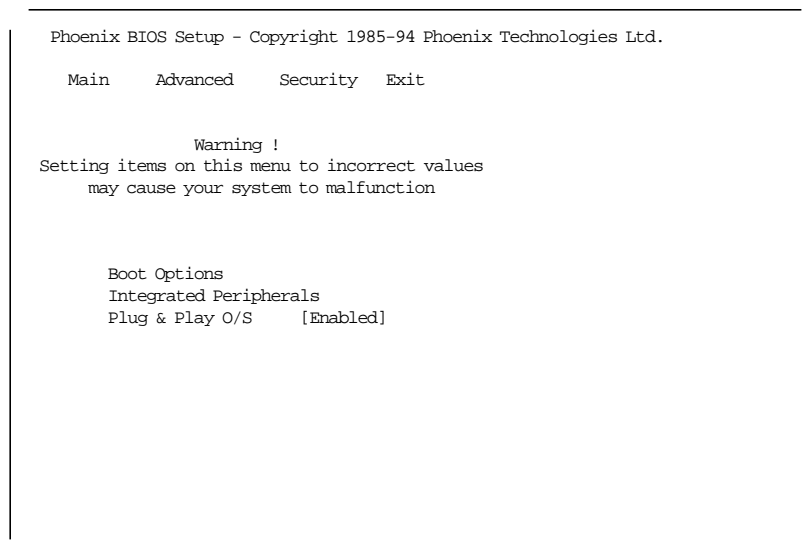 Phoenix BIOS Setup - Copyright 1985-94 Phoenix Technologies Ltd.
Main Advanced Security Exit
Warning !
Setting items on this menu to incorrect values
may cause your system to malfunction
Boot Options
Integrated Peripherals
Plug & Play O/S [Enabled]